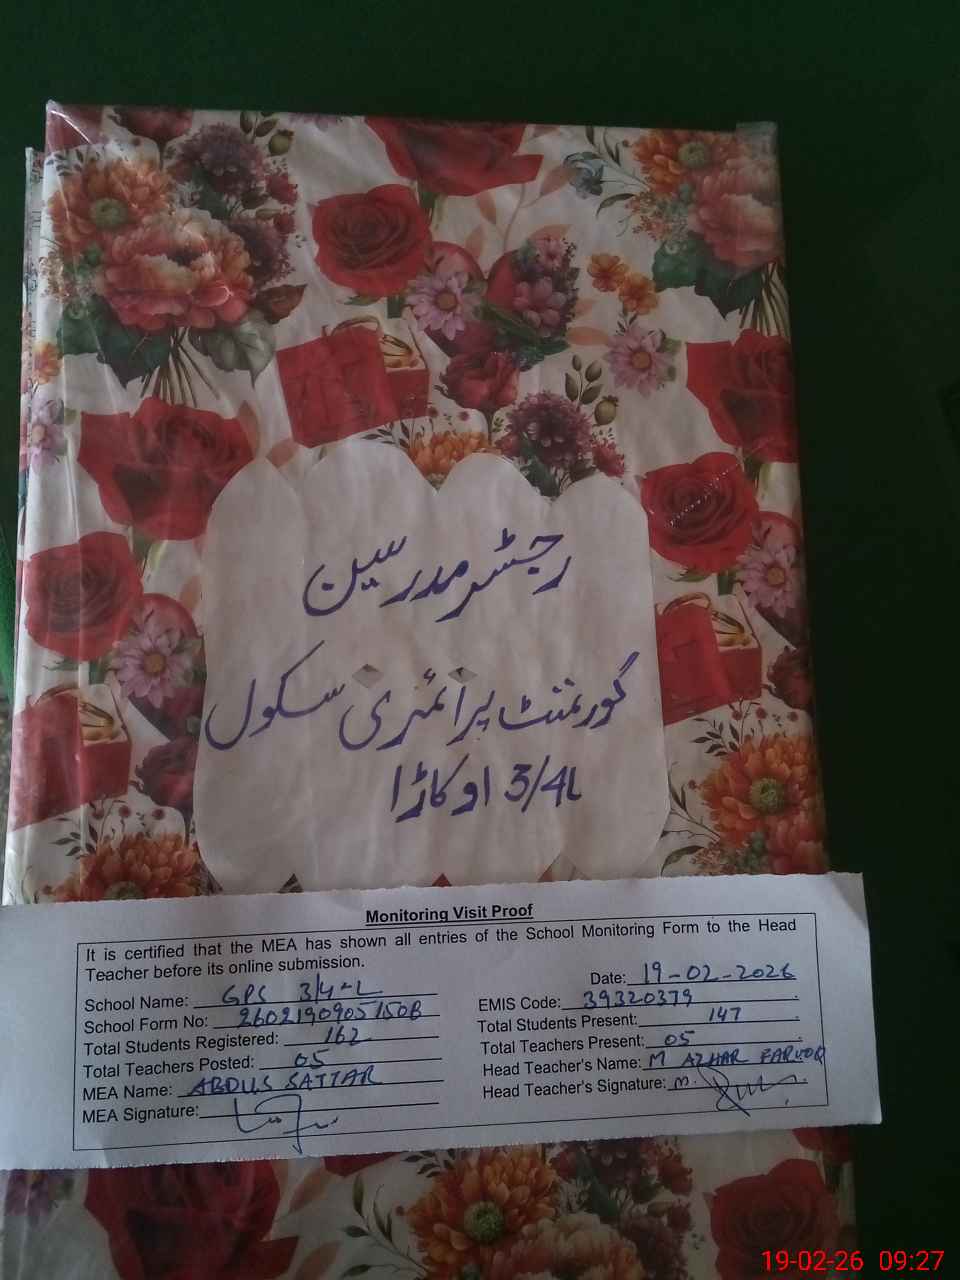 رجسٹر مدرسین
گورنمنٹ پرائمری سکول
3/4L اوکاڑا
Monitoring Visit Proof
It is certified that the MEA has shown all entries of the School Monitoring Form to the Head
Teacher before its online submission.
Date: 19-02-2026
School Name: GPS 3/4-L
EMIS Code: 39320379
School Form No:
Total Students Present: 147
Total Students Registered: 162
Total Teachers Present: 05
Total Teachers Posted: 05
Head Teacher's Name: M AZHAR FAROOQ
MEA Name: ABDUS SATTAR
Head Teacher's Signature: M.
MEA Signature:
19-02-26 09:27